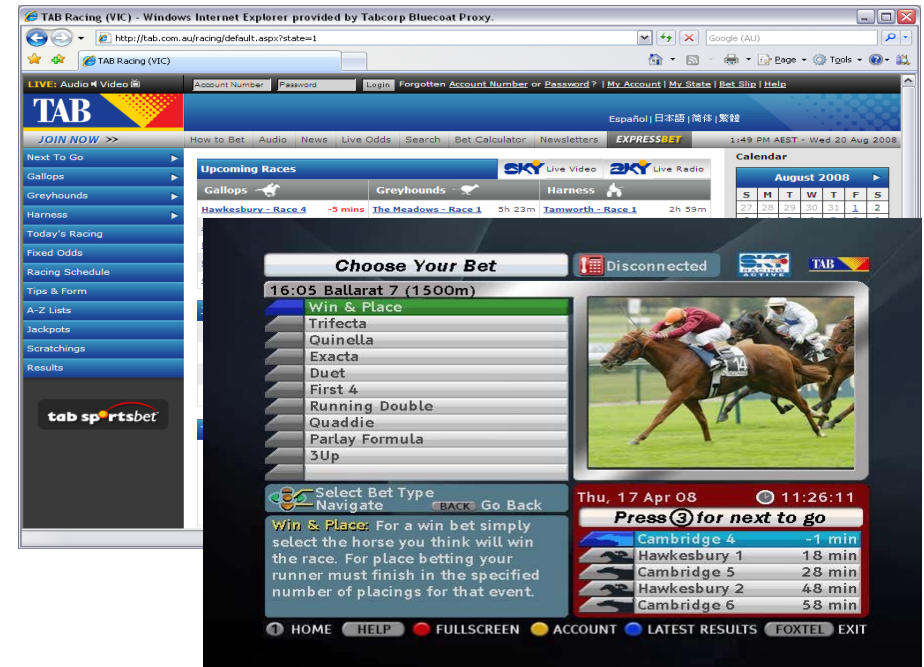 TAB Racing (VIC) - Windows Internet Explorer provided by Tabcorp Bluecoat Proxy.
http://tab.com.au/racing/default.aspx?state=1
Google (AU)
TAB Racing (VIC)
Page
Tools
LIVE: Audio Video
Account Number
Password
Login
Forgotten Account Number or Password ? | My Account | My State | Bet Slip | Help
TAB
Español | 日本語 | 简体 | 繁體
JOIN NOW >>
How to Bet Audio News Live Odds Search Bet Calculator Newsletters EXPRESSBET
1:49 PM AEST - Wed 20 Aug 2008
Next To Go
Gallops
Greyhounds
Harness
Today's Racing
Fixed Odds
Racing Schedule
Tips & Form
A-Z Lists
Jackpots
Scratchings
Results
tab sportsbet
Upcoming Races
SKY Live Video 2KY Live Radio
Gallops Greyhounds Harness
Hawkesbury - Race 4 -5 mins The Meadows - Race 1 5h 23m Tamworth - Race 1 2h 59m
Calendar
August 2008
S M T W T F S
27 28 29 30 31 1 2
Choose Your Bet
Disconnected
SKY RACING ACTIVE
TAB
16:05 Ballarat 7 (1500m)
Win & Place
Trifecta
Quinella
Exacta
Duet
First 4
Running Double
Quaddie
Parlay Formula
3Up
14
Select Bet Type
Navigate BACK Go Back
Win & Place: For a win bet simply
select the horse you think will win
the race. For place betting your
runner must finish in the specified
number of placings for that event.
Thu, 17 Apr 08 11:26:11
Press 3 for next to go
Cambridge 4 -1 min
Hawkesbury 1 18 min
Cambridge 5 28 min
Hawkesbury 2 48 min
Cambridge 6 58 min
1 HOME HELP FULLSCREEN ACCOUNT LATEST RESULTS FOXTEL EXIT